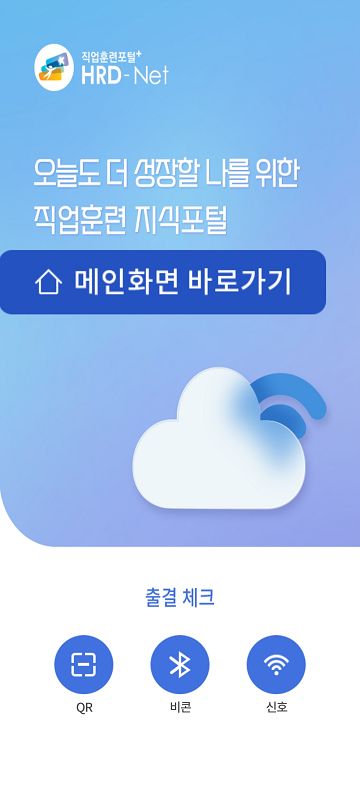 직업훈련포털+
HRD-Net
오늘도 더 성장할 나를 위한
직업훈련 지식포털
메인화면 바로가기
출결 체크
QR
비콘
신호